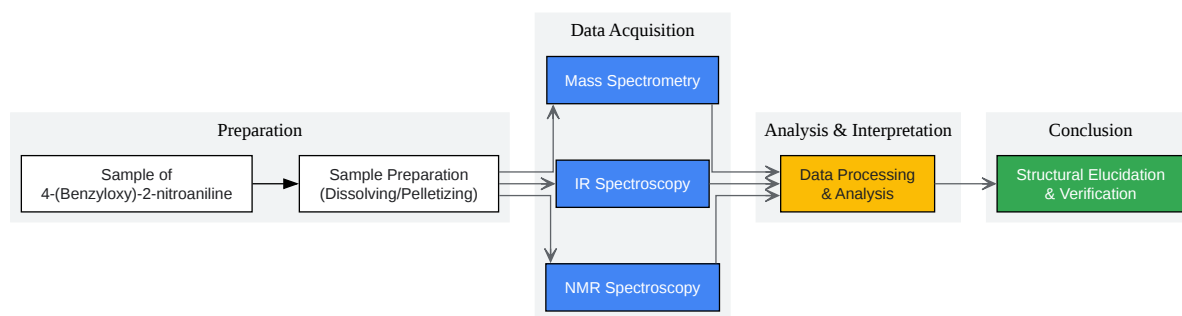 Preparation
Sample of
4-(Benzyloxy)-2-nitroaniline
Sample Preparation
(Dissolving/Pelletizing)
Data Acquisition
Mass Spectrometry
IR Spectroscopy
NMR Spectroscopy
Analysis & Interpretation
Data Processing
& Analysis
Conclusion
Structural Elucidation
& Verification